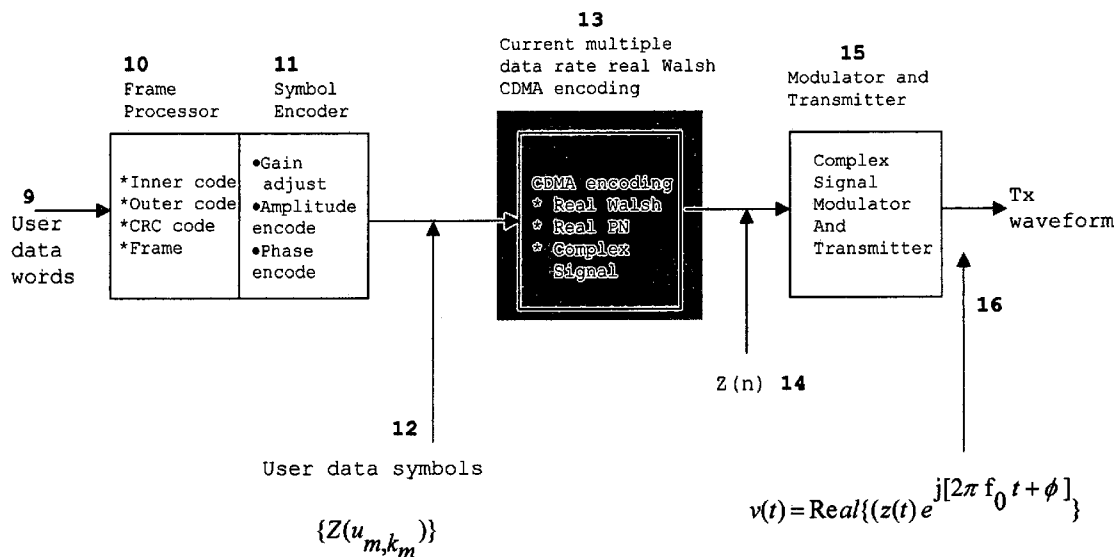 13
Current multiple
data rate real Walsh
CDMA encoding
10
Frame
Processor
11
Symbol
Encoder
15
Modulator and
Transmitter
9
User
data
words
*Inner code
*Outer code
*CRC code
*Frame
•Gain
adjust
•Amplitude
encode
•Phase
encode
CDMA encoding
* Real Walsh
* Real PN
* Complex
Signal
Complex
Signal
Modulator
And
Transmitter
Tx
waveform
16
Z(n) 14
12
User data symbols
{Z(u_{m,k_m})}
v(t) = Real{(z(t) e^{j[2π f_0 t + ϕ]}}